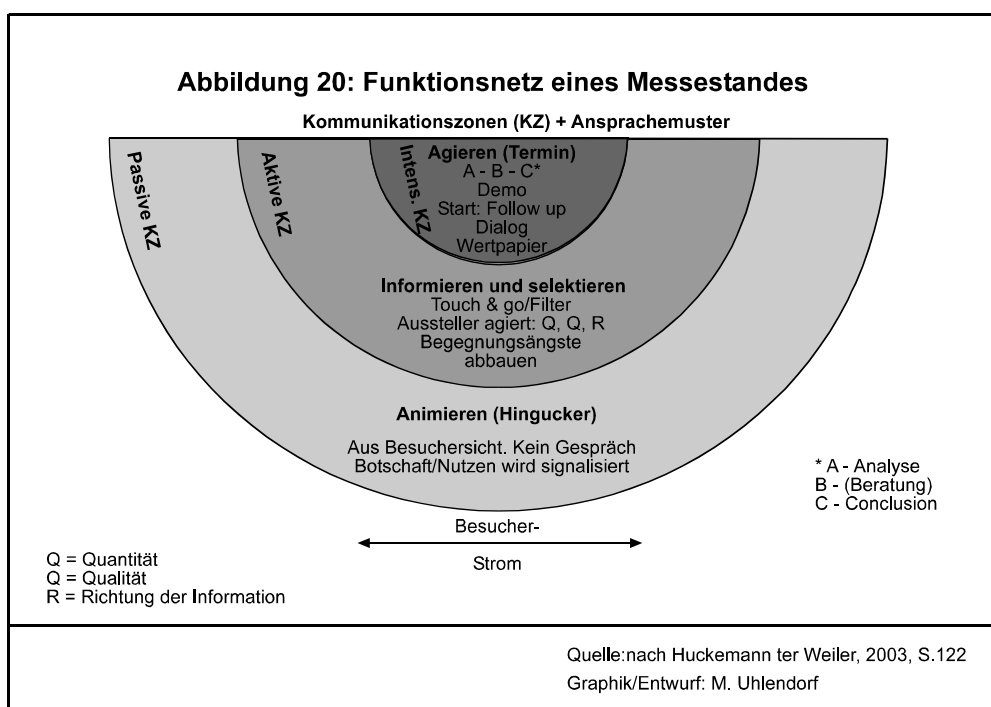 Abbildung 20: Funktionsnetz eines Messestandes
Kommunikationszonen (KZ) + Ansprachemuster
Passive KZ
Aktive KZ
Intens. KZ
Agieren (Termin)
A - B - C*
Demo
Start: Follow up
Dialog
Wertpapier
Informieren und selektieren
Touch & go/Filter
Aussteller agiert: Q, Q, R
Begegnungsängste
abbauen
Animieren (Hingucker)
Aus Besuchersicht. Kein Gespräch
Botschaft/Nutzen wird signalisiert
* A - Analyse
B - (Beratung)
C - Conclusion
Besucher-
Strom
Q = Quantität
Q = Qualität
R = Richtung der Information
Quelle:nach Huckemann ter Weiler, 2003, S.122
Graphik/Entwurf: M. Uhlendorf